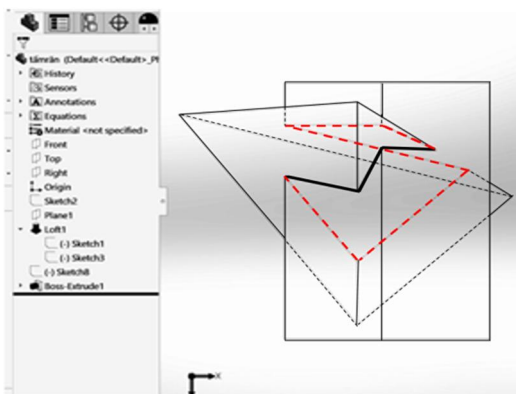 tâmrân (Default<<Default>_Pl
History
Sensors
Annotations
Equations
Material <not specified>
Front
Top
Right
Origin
Sketch2
Plane1
Loft1
(-) Sketch1
(-) Sketch3
(-) Sketch8
Boss-Extrude1
x